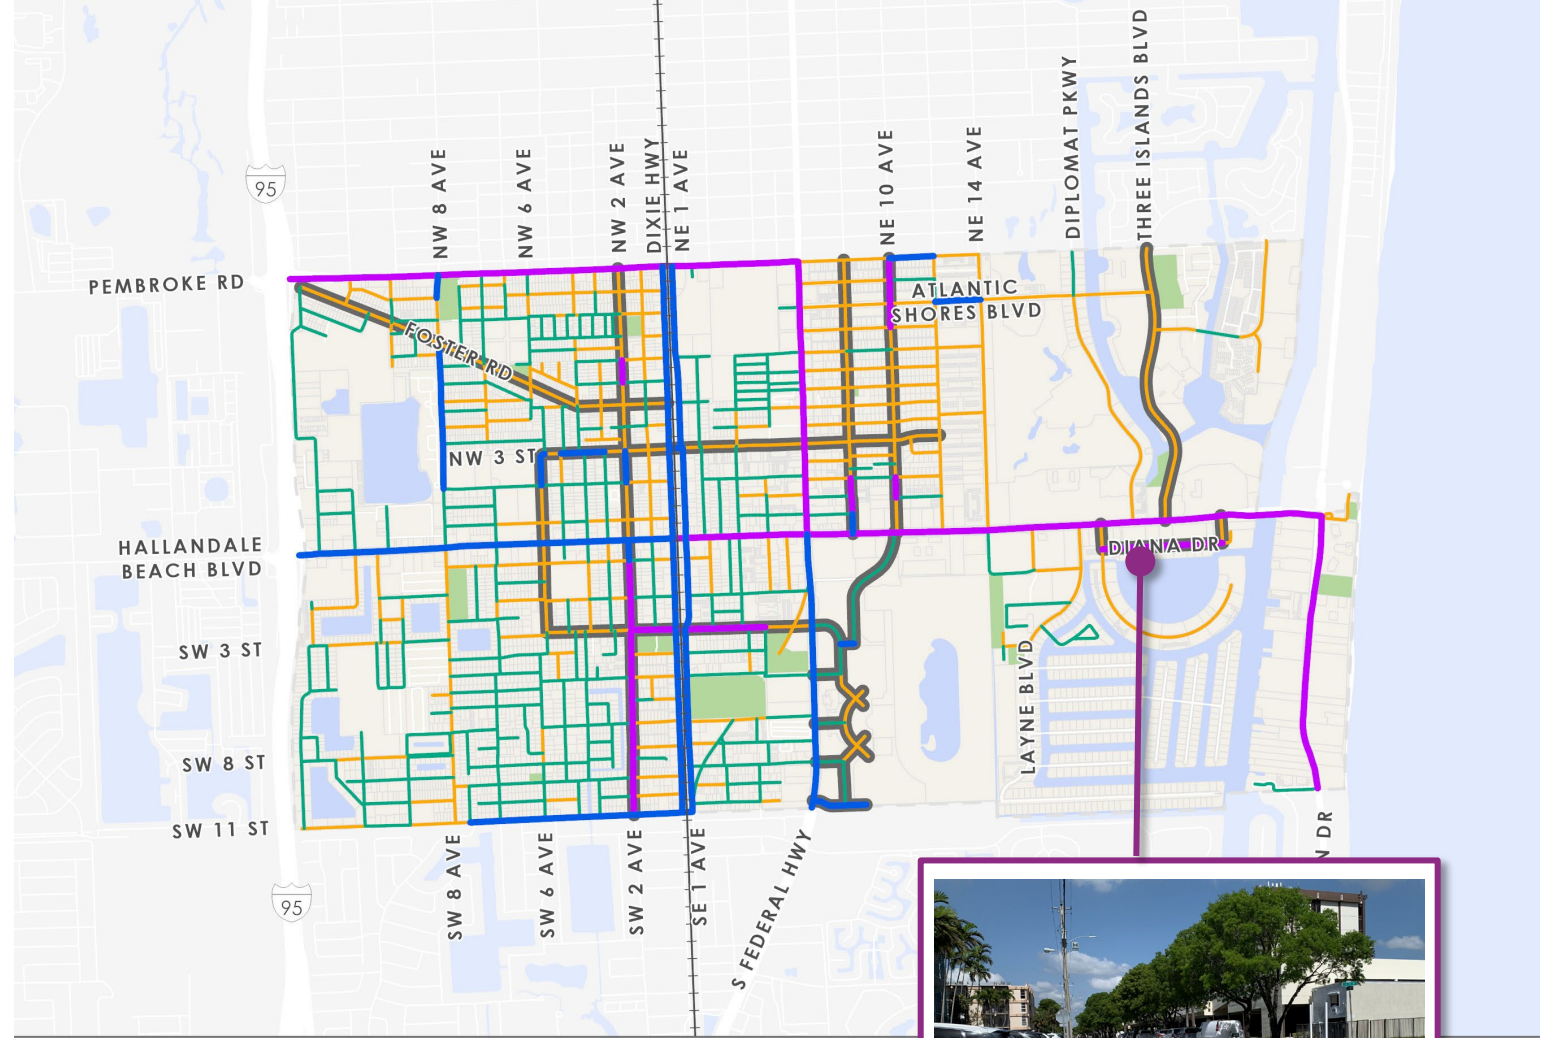 NW 8 AVE
NW 6 AVE
NW 2 AVE
DIXIE HWY
NE 1 AVE
NE 10 AVE
NE 14 AVE
DIPLOMAT PKWY
THREE ISLANDS BLVD
95
PEMBROKE RD
ATLANTIC
SHORES BLVD
FOSTER RD
NW 3 ST
HALLANDALE
BEACH BLVD
DIANA DR
SW 3 ST
LAYNE BLVD
SW 8 ST
SW 11 ST
SW 8 AVE
SW 6 AVE
SW 2 AVE
SE 1 AVE
S FEDERAL HWY
N DR
95